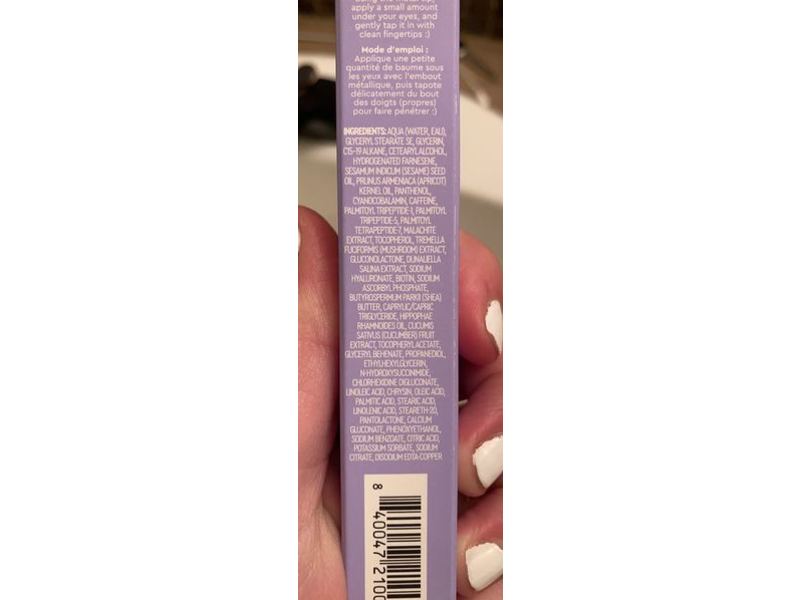 using the metal tip,
apply a small amount
under your eyes, and
gently tap it in with
clean fingertips :)
Mode d'emploi :
Applique une petite
quantité de baume sous
les yeux avec l'embout
métallique, puis tapote
délicatement du bout
des doigts (propres)
pour faire pénétrer :)
INGREDIENTS: AQUA (WATER, EAU),
GLYCERYL STEARATE SE, GLYCERIN,
C15-19 ALKANE, CETEARYL ALCOHOL,
HYDROGENATED FARNESENE,
SESAMUM INDICUM (SESAME) SEED
OIL, PRUNUS ARMENIACA (APRICOT)
KERNEL OIL, PANTHENOL,
CYANOCOBALAMIN, CAFFEINE,
PALMITOYL TRIPEPTIDE-1, PALMITOYL
TRIPEPTIDE-5, PALMITOYL
TETRAPEPTIDE-7, MALACHITE
EXTRACT, TOCOPHEROL, TREMELLA
FUCIFORMIS (MUSHROOM) EXTRACT,
GLUCONOLACTONE, DUNALIELLA
SALINA EXTRACT, SODIUM
HYALURONATE, BIOTIN, SODIUM
ASCORBYL PHOSPHATE,
BUTYROSPERMUM PARKII (SHEA)
BUTTER, CAPRYLIC/CAPRIC
TRIGLYCERIDE, HIPPOPHAE
RHAMNOIDES OIL, CUCUMIS
SATIVUS (CUCUMBER) FRUIT
EXTRACT, TOCOPHERYL ACETATE,
GLYCERYL BEHENATE, PROPANEDIOL,
ETHYLHEXYLGLYCERIN,
N-HYDROXYSUCCINIMIDE,
CHLORHEXIDINE DIGLUCONATE,
LINOLEIC ACID, CHRYSIN, OLEIC ACID,
PALMITIC ACID, STEARIC ACID,
LINOLENIC ACID, STEARETH-20,
PANTOLACTONE, CALCIUM
GLUCONATE, PHENOXYETHANOL,
SODIUM BENZOATE, CITRIC ACID,
POTASSIUM SORBATE, SODIUM
CITRATE, DISODIUM EDTA-COPPER
8 40047 2100